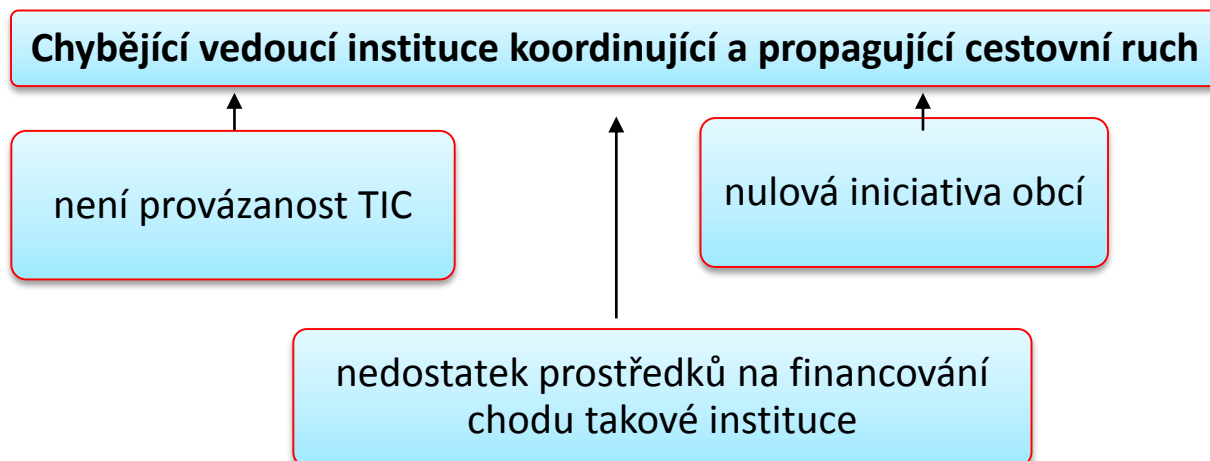 Chybějící vedoucí instituce koordinující a propagující cestovní ruch
není provázanost TIC
nulová iniciativa obcí
nedostatek prostředků na financování
chodu takové instituce